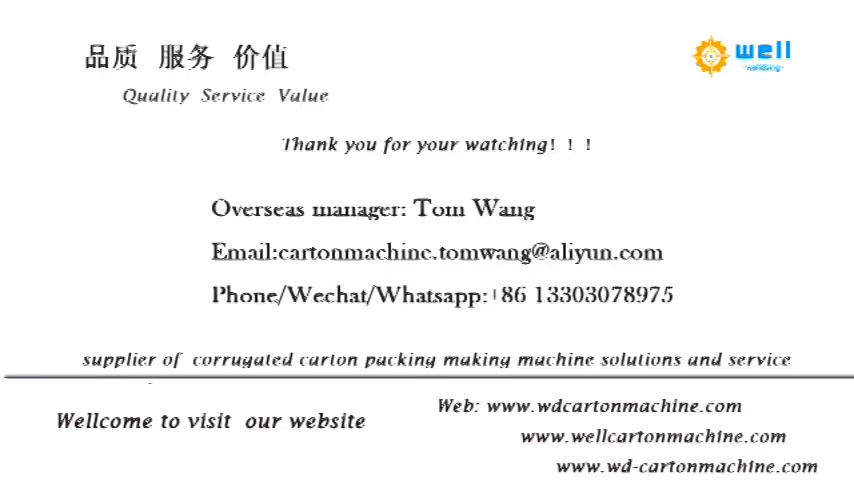 品质 服务 价值
well
Quality Service Value
Thank you for your watching! ! !
Overseas manager: Tom Wang
Email:cartonmachine.tomwang@aliyun.com
Phone/Wechat/Whatsapp:+86 13303078975
supplier of corrugated carton packing making machine solutions and service
Wellcome to visit our website
Web: www.wdcartonmachine.com
www.wellcartonmachine.com
www.wd-cartonmachine.com